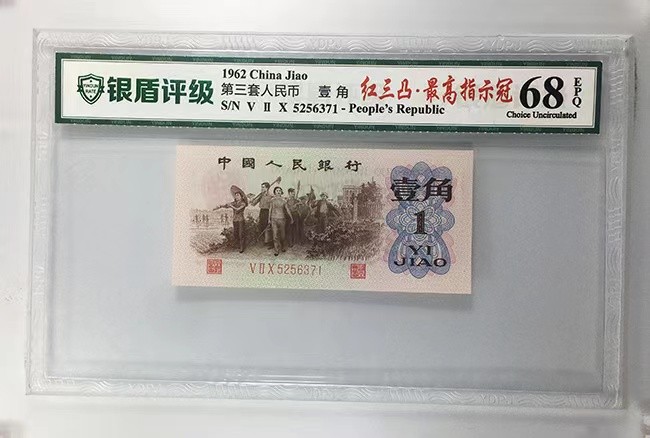 银盾评级
YINDUN RATE
1962 China Jiao
第三套人民币 壹角
S/N V II X 5256371 - People's Republic
红三凸·最高指示冠
68 EPQ
Choice Uncirculated
中國人民銀行
壹角
1
YI
JIAO
V II X 5256371